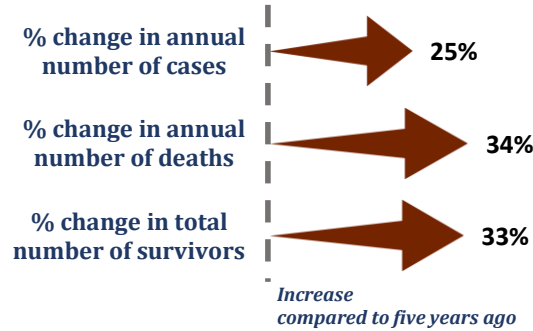 % change in annual
number of cases
25%
% change in annual
number of deaths
34%
% change in total
number of survivors
33%
Increase
compared to five years ago